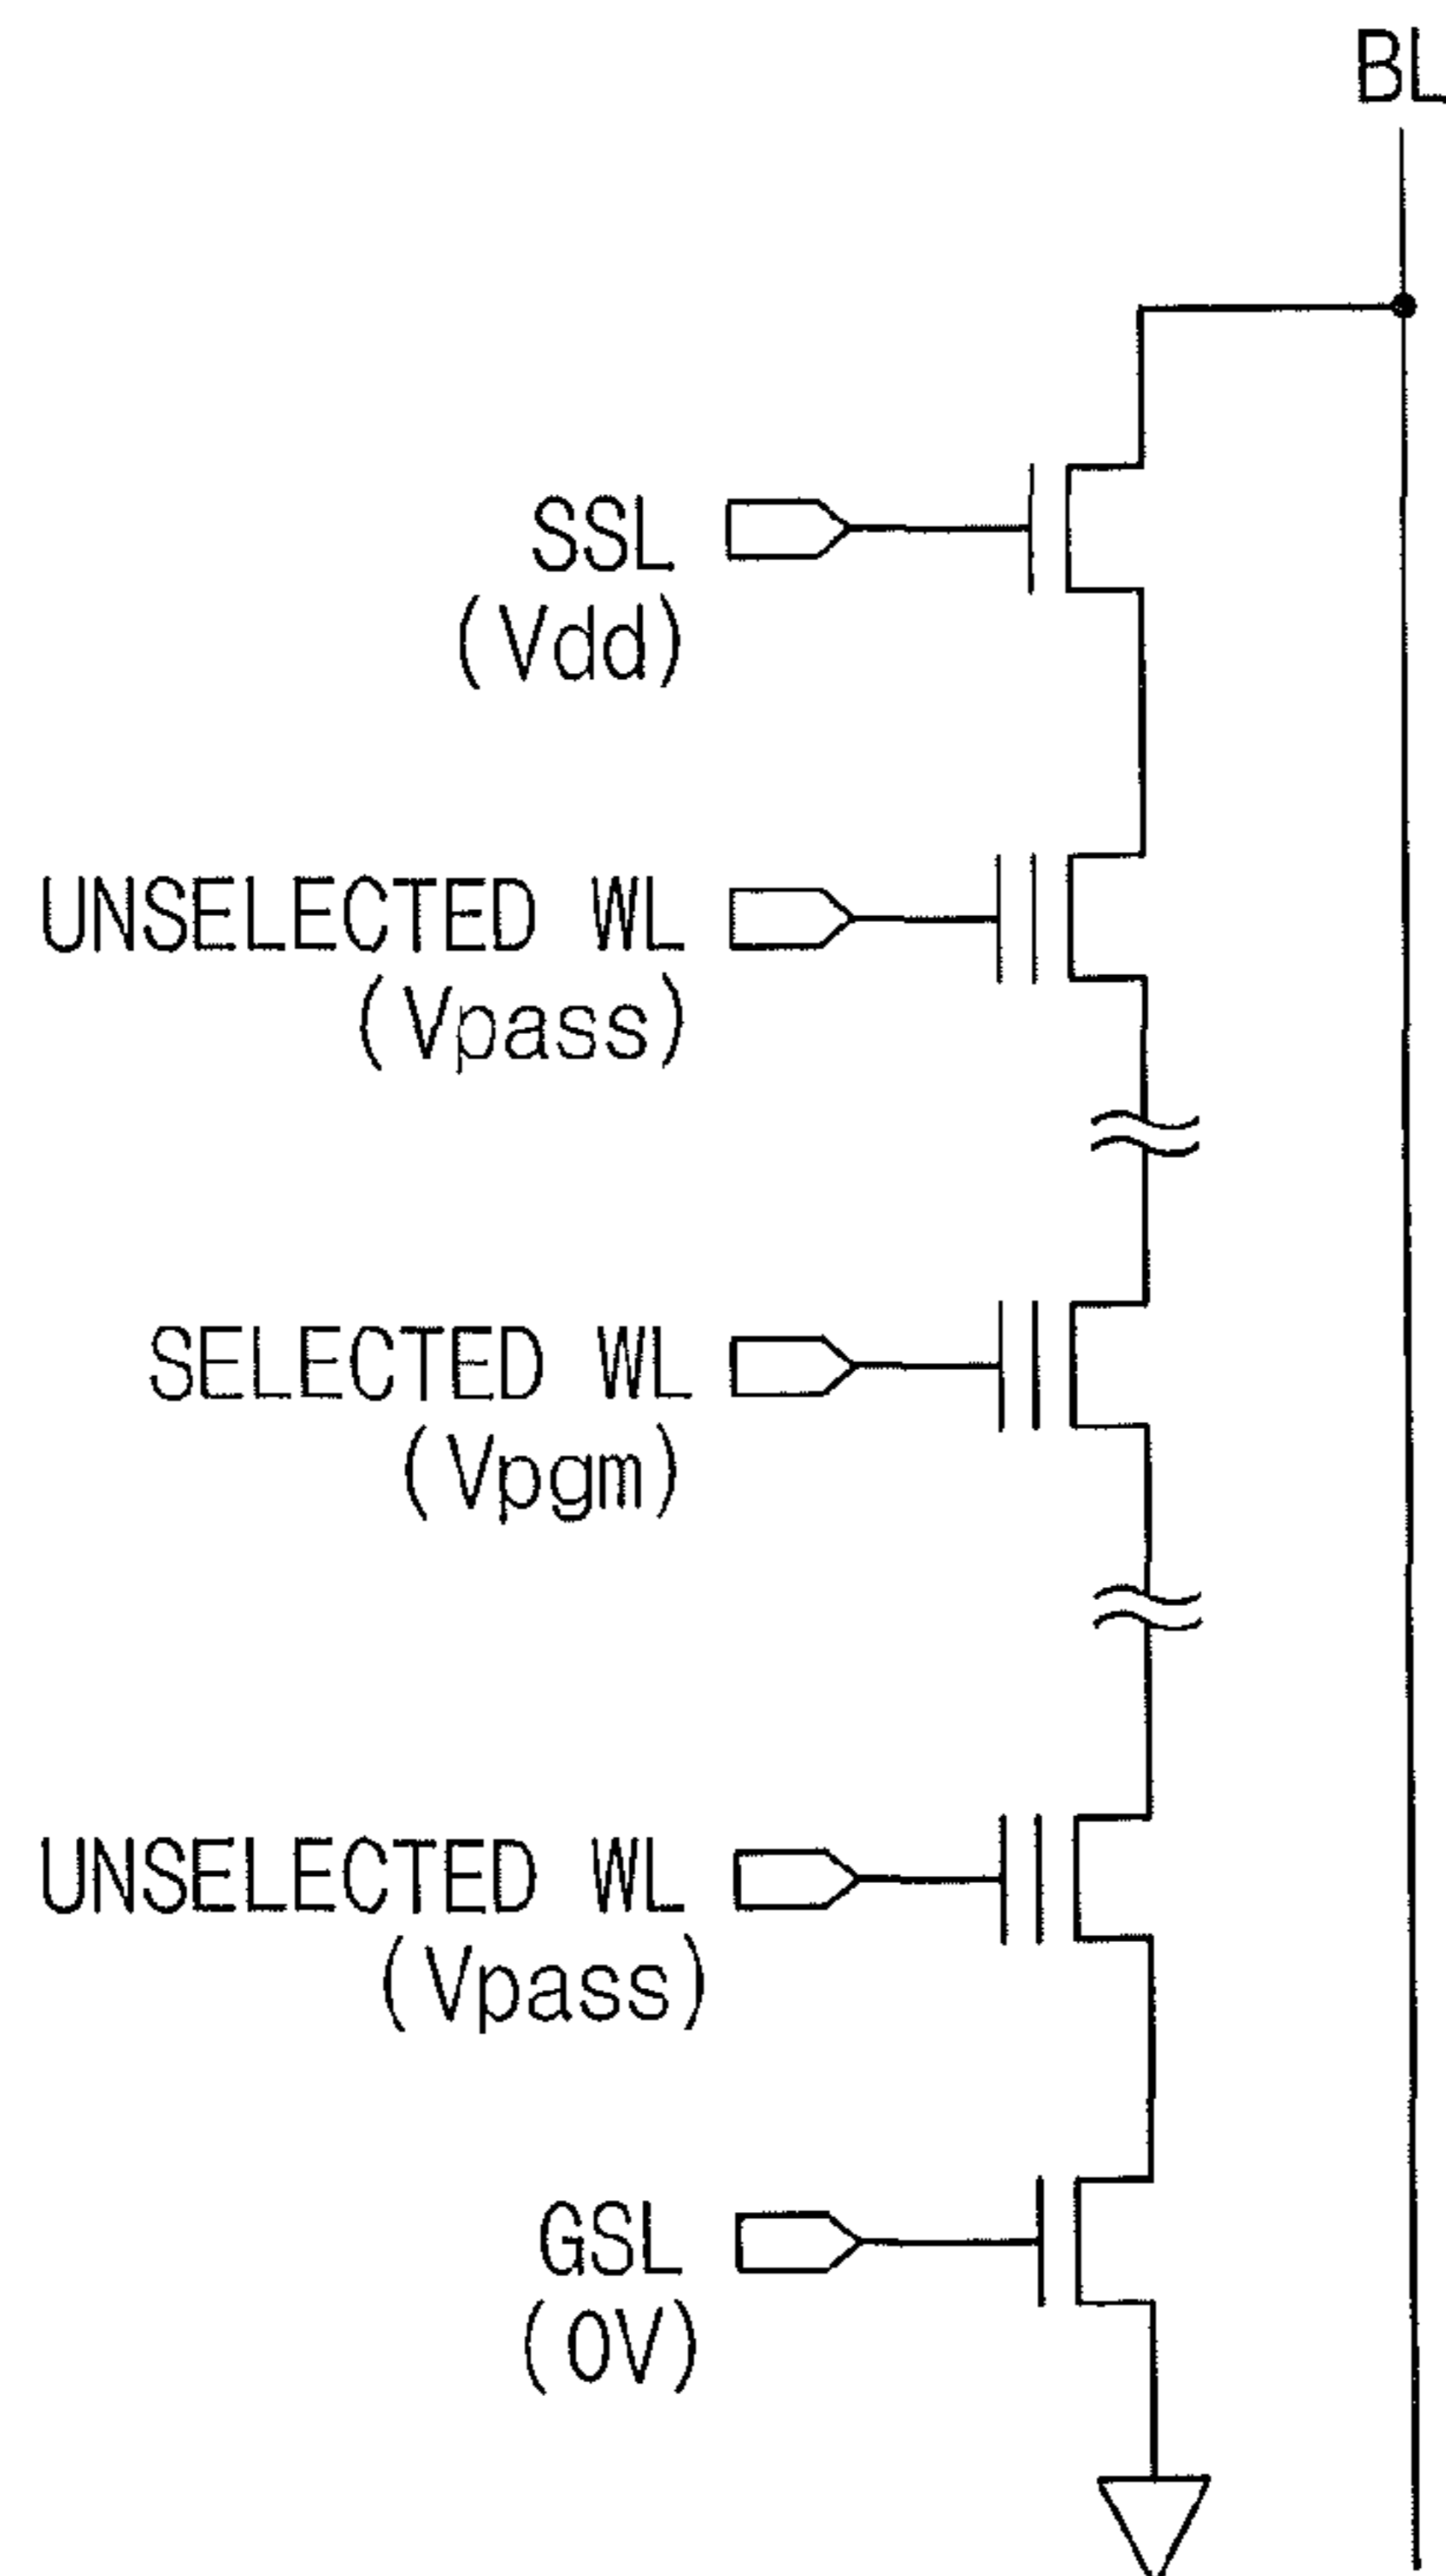 BL
SSL
(Vdd)
UNSELECTED WL
(Vpass)
SELECTED WL
(Vpgm)
UNSELECTED WL
(Vpass)
GSL
(0V)